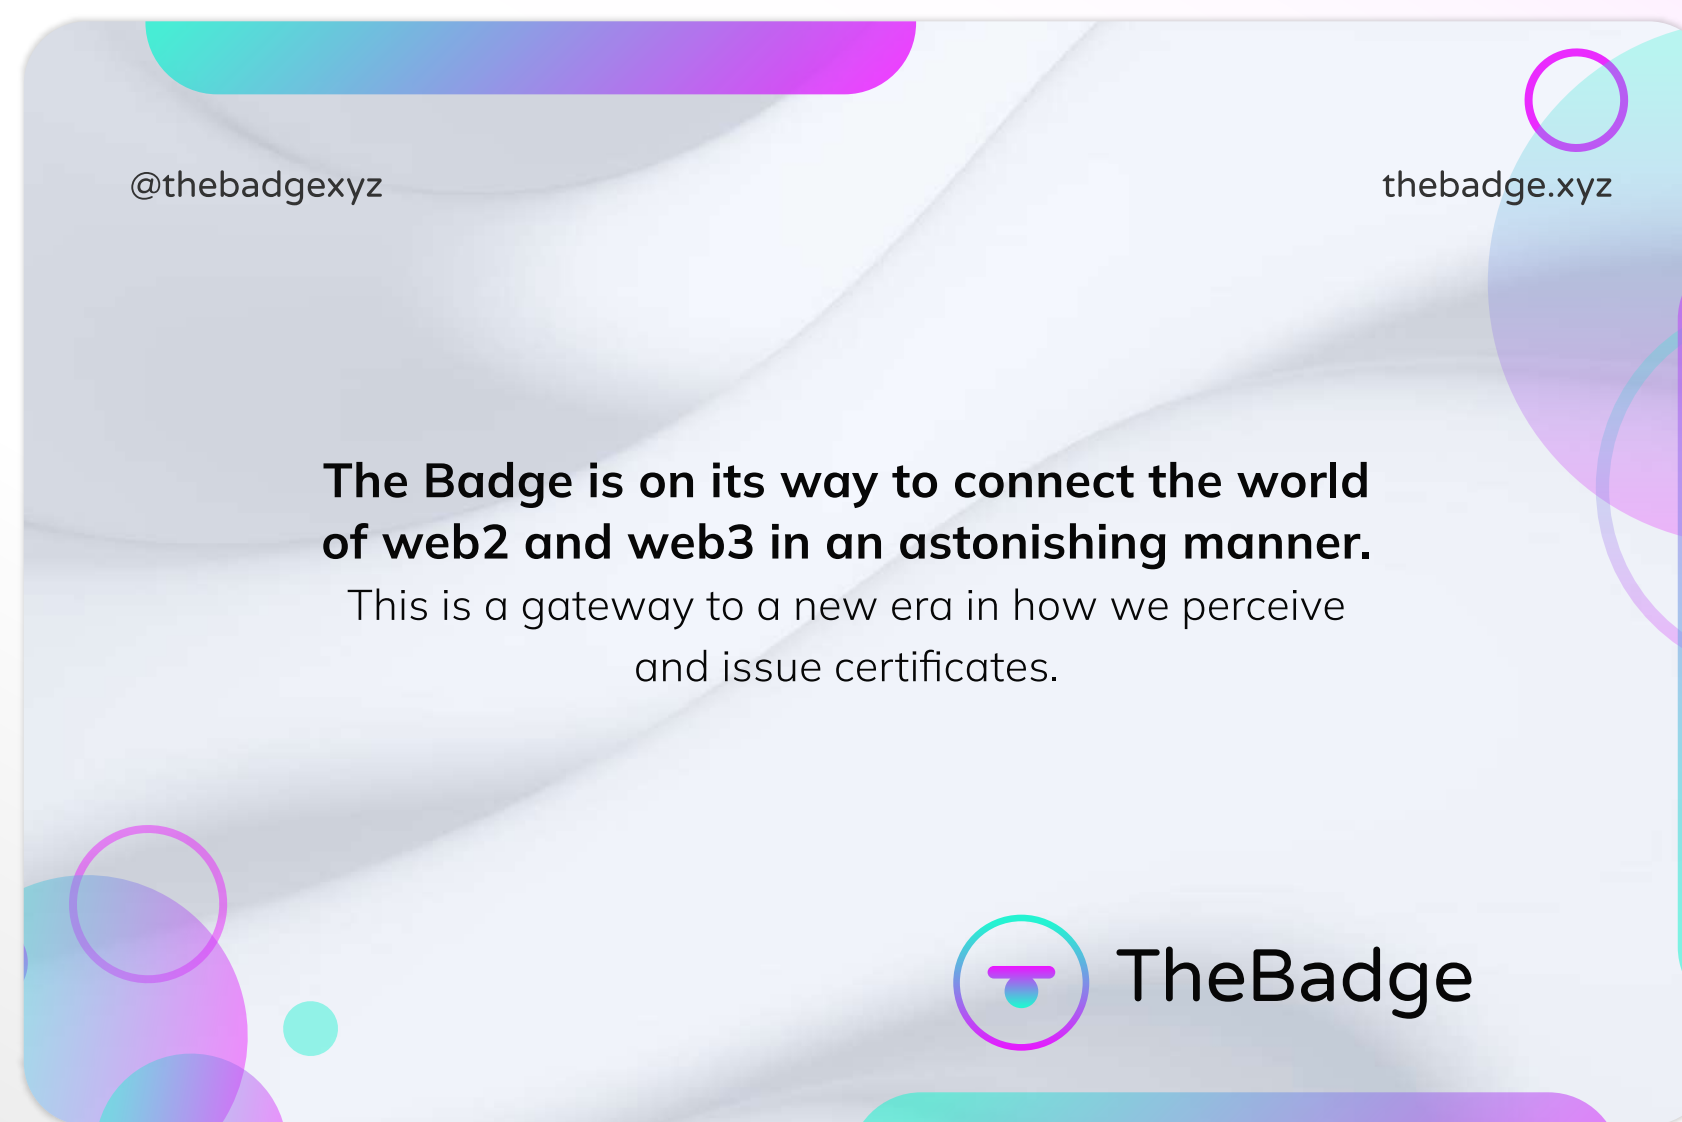 @thebadgexyz
thebadge.xyz
The Badge is on its way to connect the world
of web2 and web3 in an astonishing manner.
This is a gateway to a new era in how we perceive
and issue certificates.
TheBadge